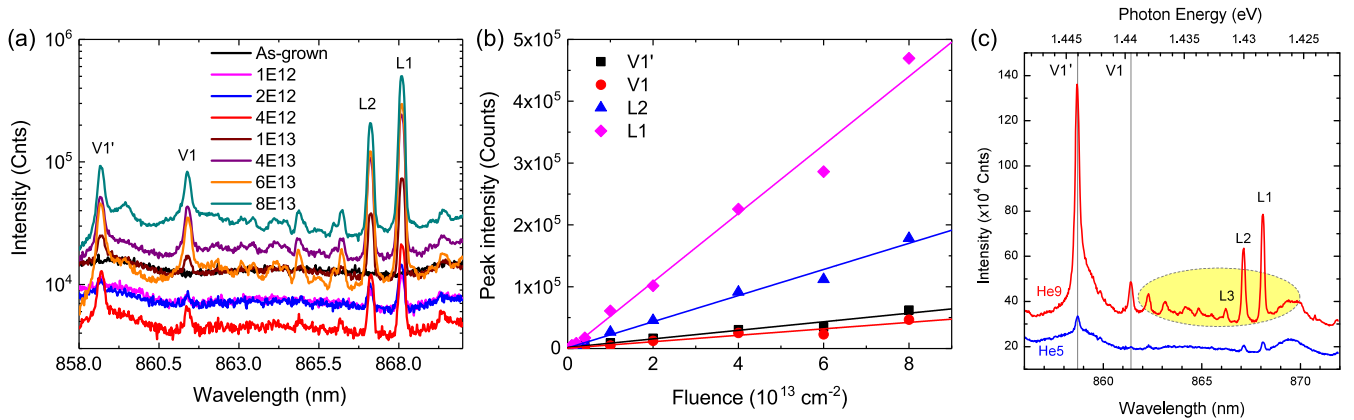 (a)
10^6
10^5
10^4
Intensity (Cnts)
As-grown
1E12
2E12
4E12
1E13
4E13
6E13
8E13
V1'
V1
L2
L1
858.0 860.5 863.0 865.5 868.0
Wavelength (nm)
(b)
5x10^5
4x10^5
3x10^5
2x10^5
1x10^5
0
Peak intensity (Counts)
V1'
V1
L2
L1
0 2 4 6 8
Fluence (10^13 cm^-2)
(c)
Photon Energy (eV)
1.445 1.44 1.435 1.43 1.425
V1' V1
140
120
100
80
60
40
20
Intensity (x10^4 Cnts)
L1
L2
L3
He9
He5
860 865 870
Wavelength (nm)